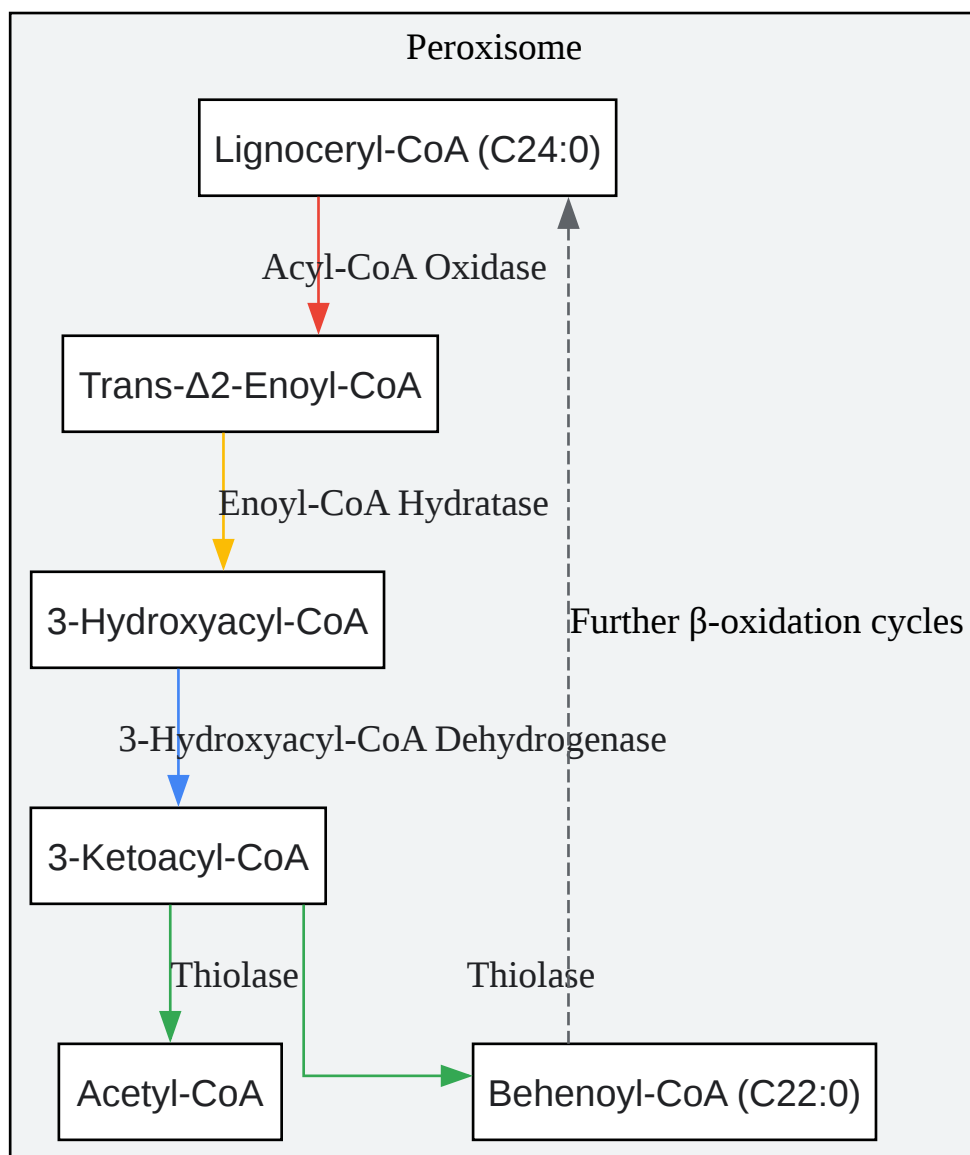 Peroxisome
Lignoceryl-CoA (C24:0)
Acyl-CoA Oxidase
Trans-Δ2-Enoyl-CoA
Enoyl-CoA Hydratase
3-Hydroxyacyl-CoA
Further β-oxidation cycles
3-Hydroxyacyl-CoA Dehydrogenase
3-Ketoacyl-CoA
Thiolase
Thiolase
Acetyl-CoA
Behenoyl-CoA (C22:0)